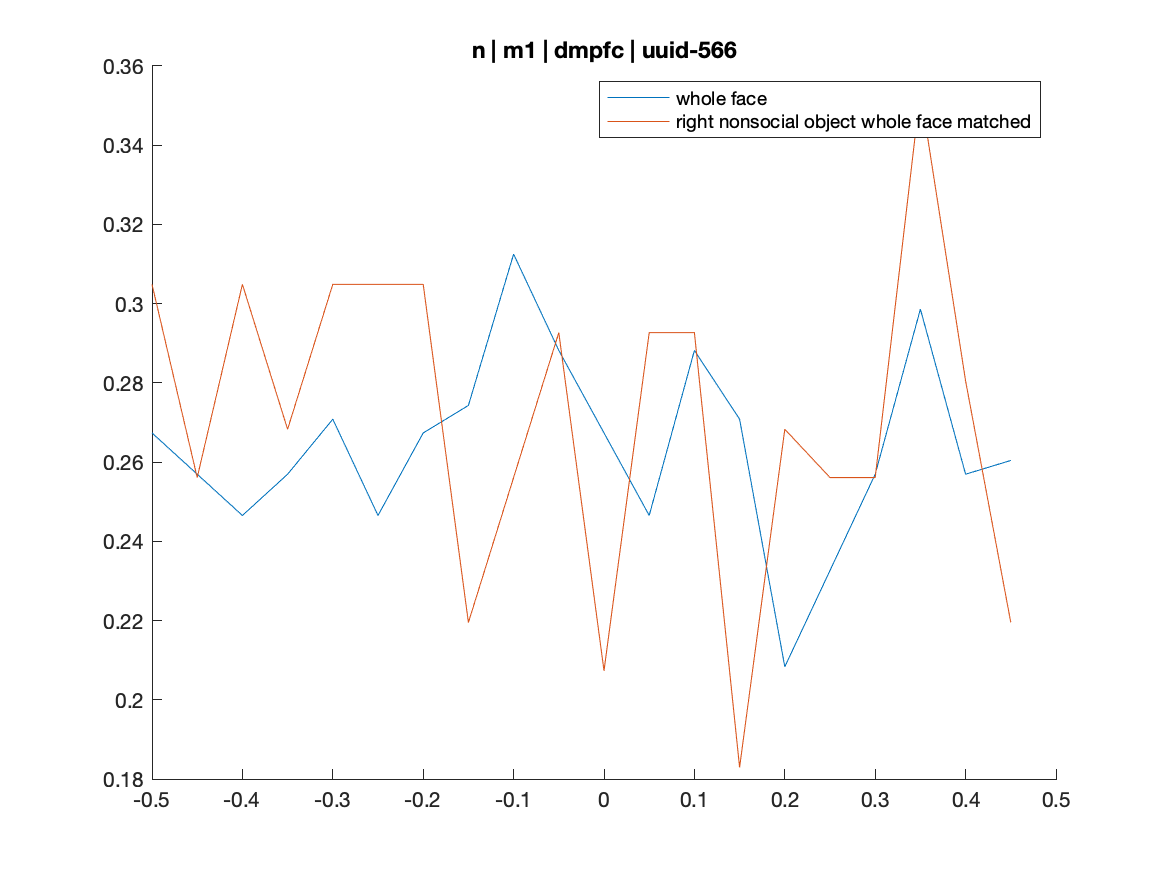 n | m1 | dmpfc | uuid-566
0.36
whole face
right nonsocial object whole face matched
0.34
0.32
0.3
0.28
0.26
0.24
0.22
0.2
0.18
-0.5 -0.4 -0.3 -0.2 -0.1 0 0.1 0.2 0.3 0.4 0.5